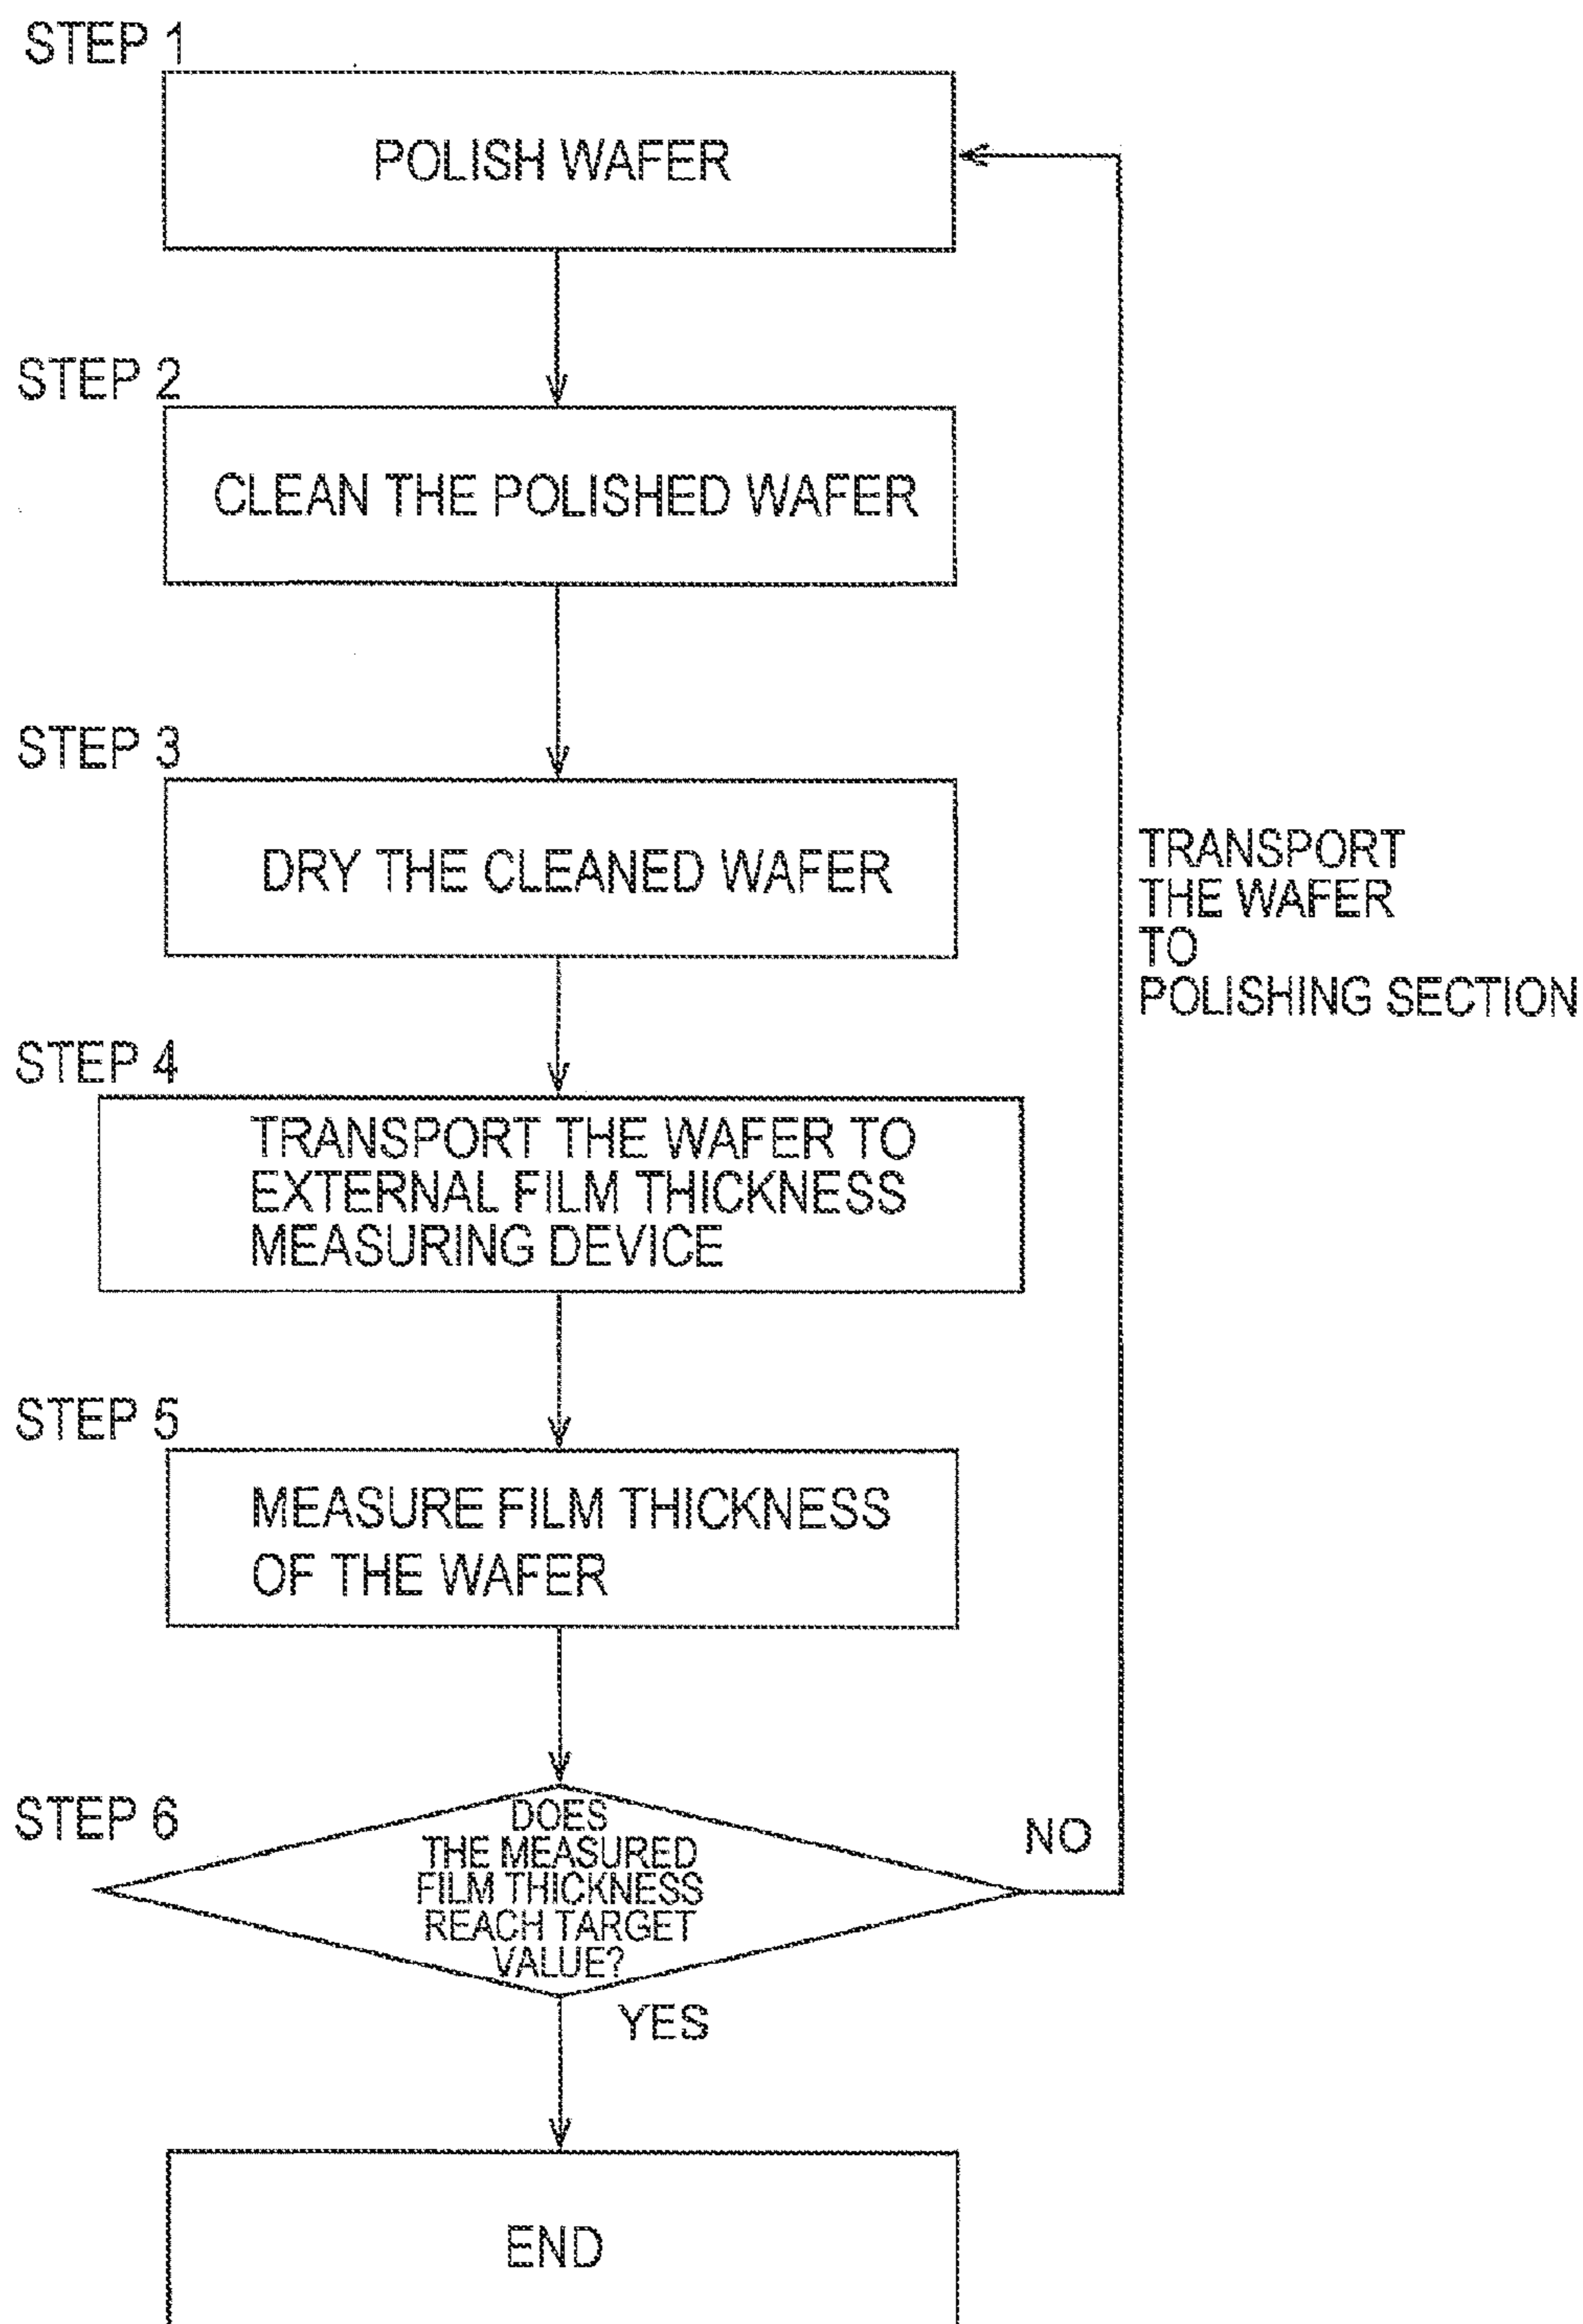 STEP 1
POLISH WAFER
STEP 2
CLEAN THE POLISHED WAFER
STEP 3
DRY THE CLEANED WAFER
TRANSPORT
THE WAFER
TO
POLISHING SECTION
STEP 4
TRANSPORT THE WAFER TO
EXTERNAL FILM THICKNESS
MEASURING DEVICE
STEP 5
MEASURE FILM THICKNESS
OF THE WAFER
STEP 6
DOES
THE MEASURED
FILM THICKNESS
REACH TARGET
VALUE?
NO
YES
END